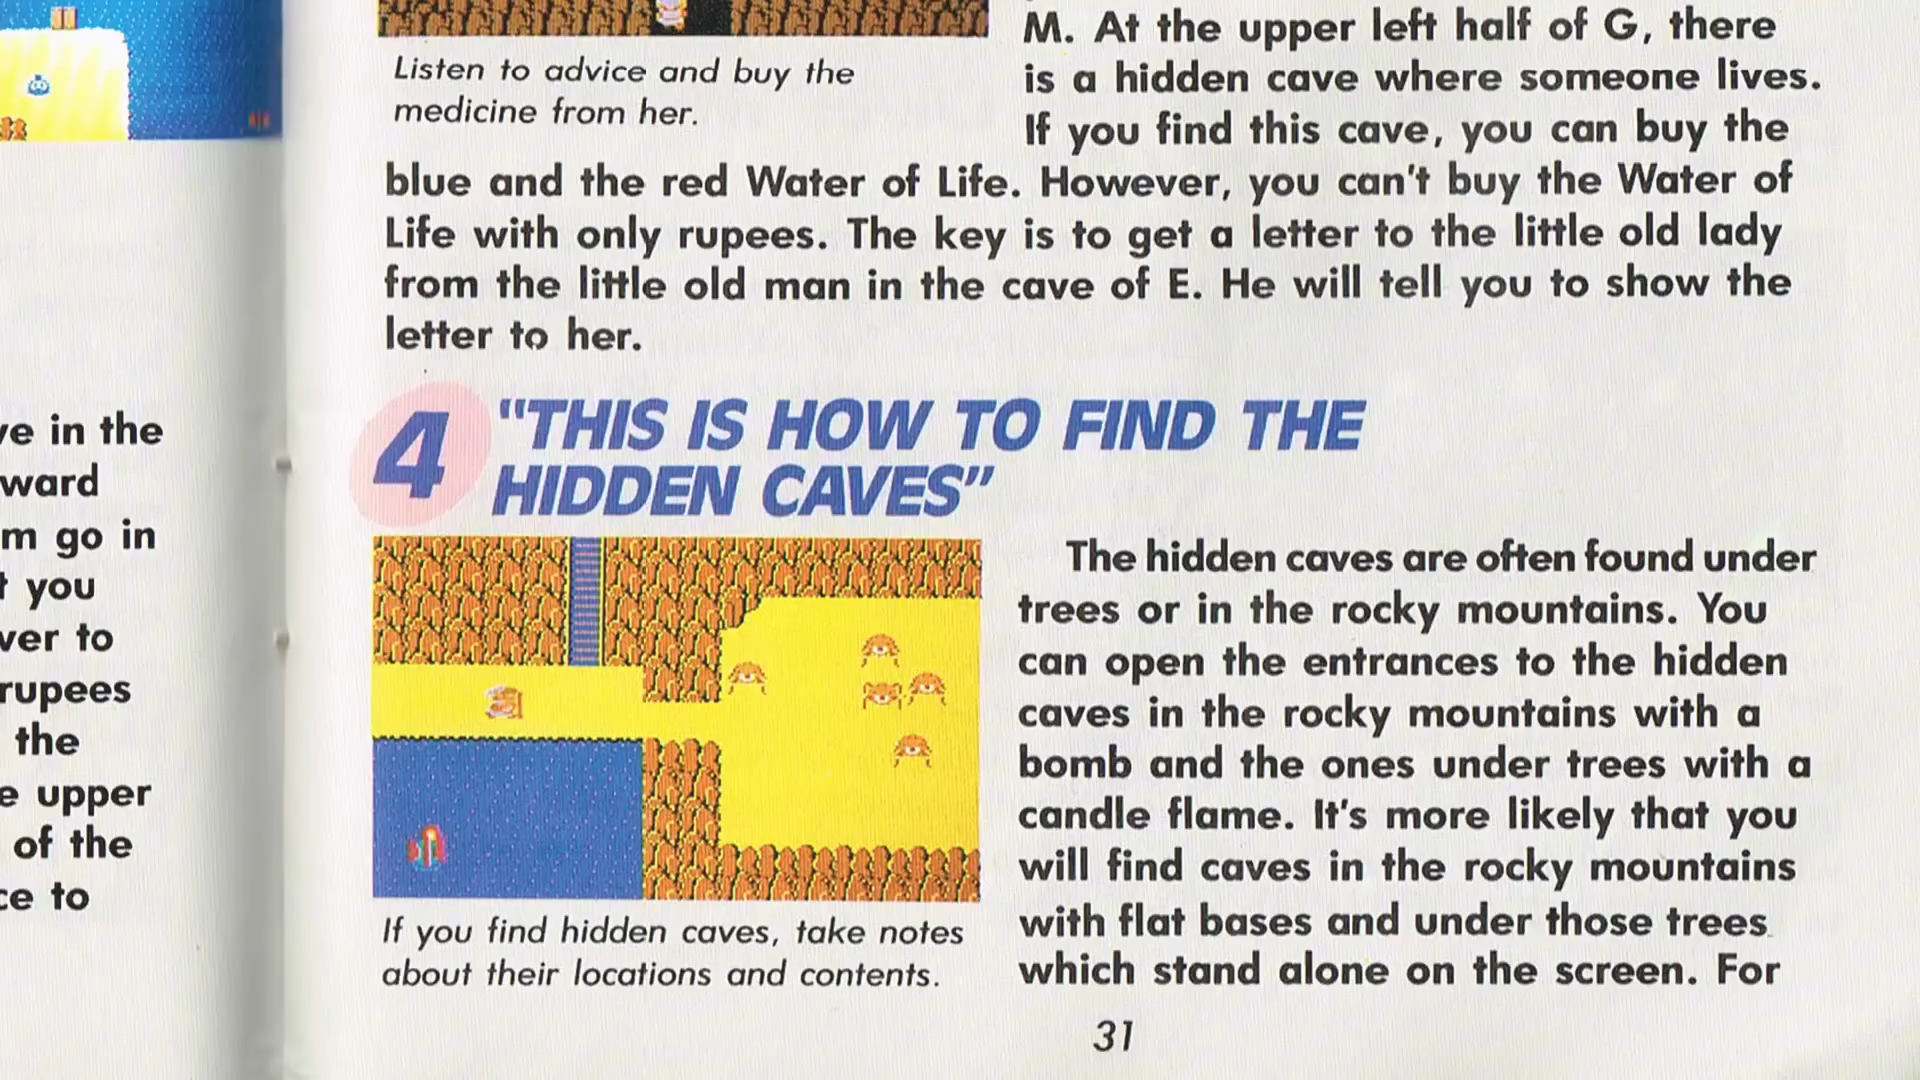 ve in the
ward
m go in
t you
ver to
rupees
the
e upper
of the
ce to
Listen to advice and buy the
medicine from her.
M. At the upper left half of G, there
is a hidden cave where someone lives.
If you find this cave, you can buy the
blue and the red Water of Life. However, you can't buy the Water of
Life with only rupees. The key is to get a letter to the little old lady
from the little old man in the cave of E. He will tell you to show the
letter to her.
4 "THIS IS HOW TO FIND THE
HIDDEN CAVES"
If you find hidden caves, take notes
about their locations and contents.
The hidden caves are often found under
trees or in the rocky mountains. You
can open the entrances to the hidden
caves in the rocky mountains with a
bomb and the ones under trees with a
candle flame. It's more likely that you
will find caves in the rocky mountains
with flat bases and under those trees
which stand alone on the screen. For
31